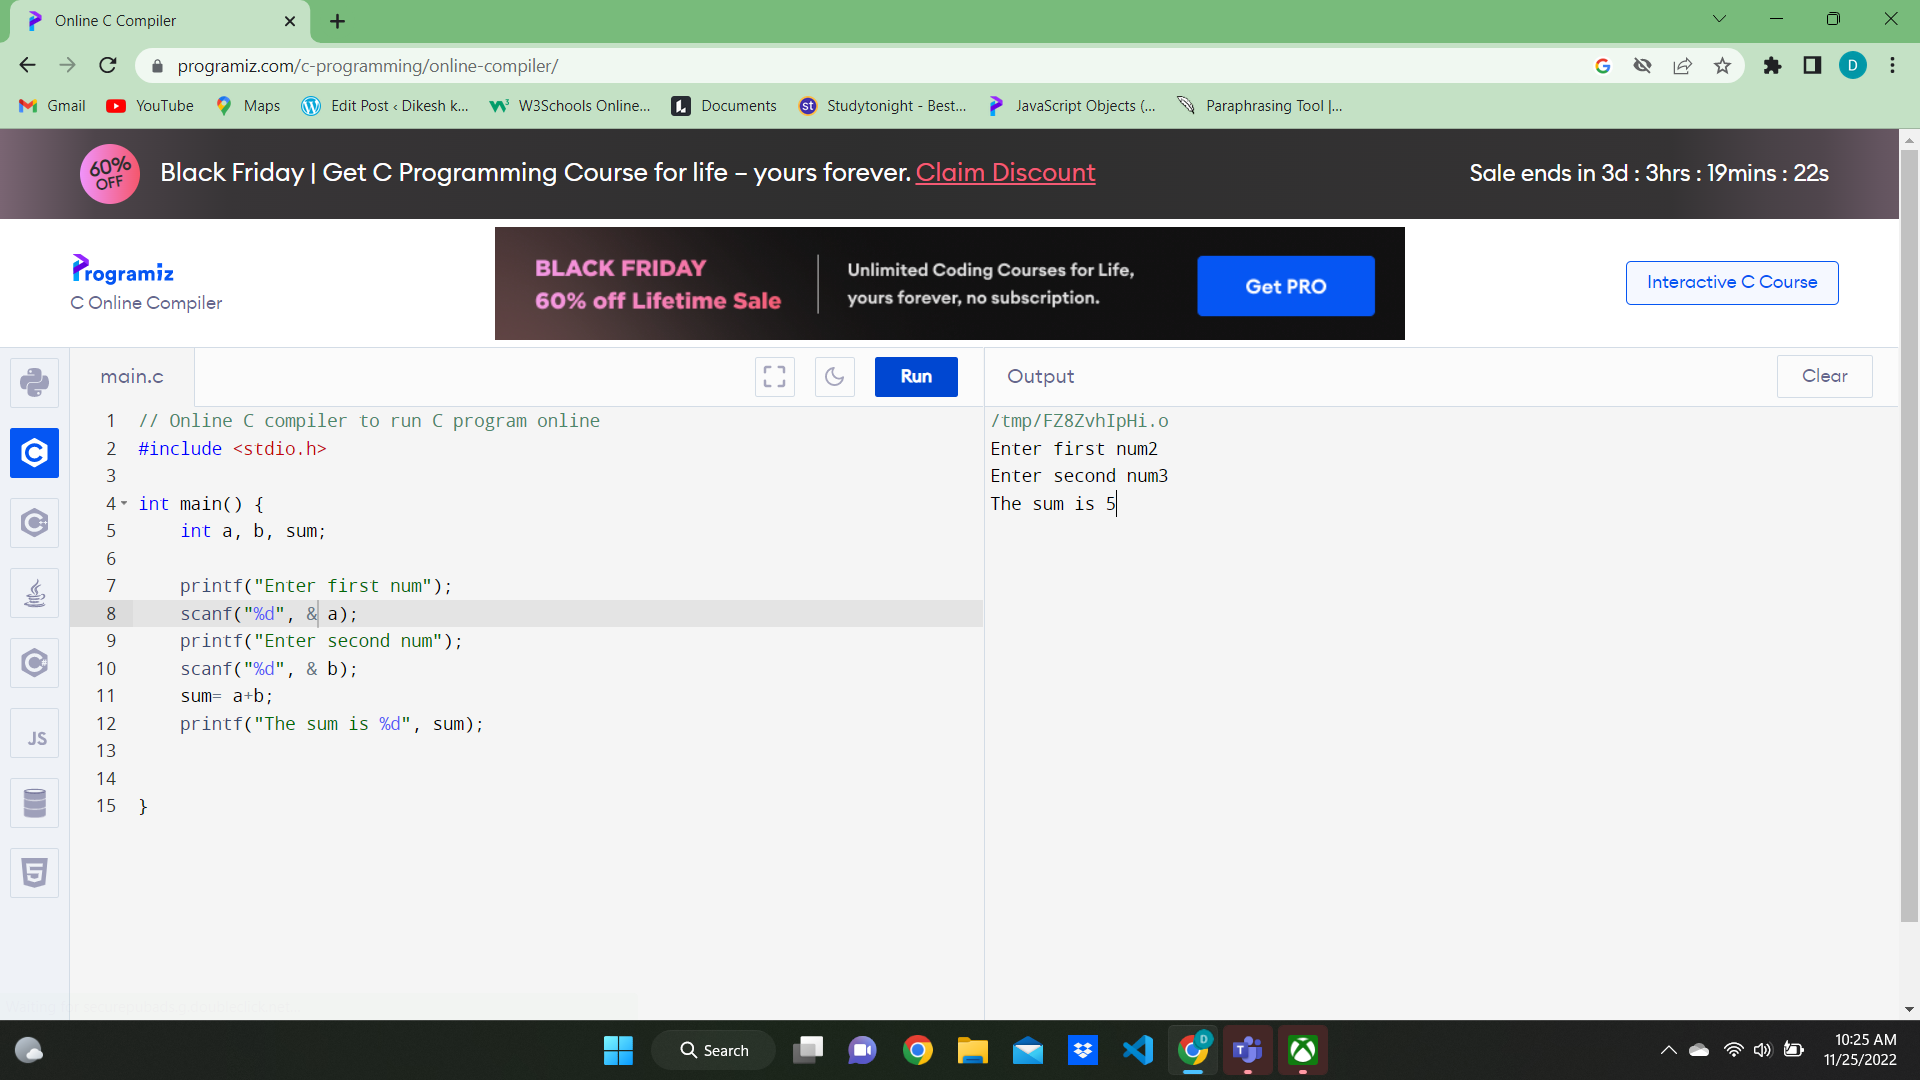 Online C Compiler
programiz.com/c-programming/online-compiler/
D
Gmail YouTube Maps Edit Post ‹ Dikesh k... W3Schools Online... Documents Studytonight - Best... JavaScript Objects (... Paraphrasing Tool |...
60% OFF
Black Friday | Get C Programming Course for life – yours forever. Claim Discount
Sale ends in 3d : 3hrs : 19mins : 22s
Programiz
C Online Compiler
BLACK FRIDAY
60% off Lifetime Sale
Unlimited Coding Courses for Life,
yours forever, no subscription.
Get PRO
Interactive C Course
main.c
Run
Output
Clear
1 // Online C compiler to run C program online
2 #include <stdio.h>
3
4 int main() {
5 int a, b, sum;
6
7 printf("Enter first num");
8 scanf("%d", & a);
9 printf("Enter second num");
10 scanf("%d", & b);
11 sum= a+b;
12 printf("The sum is %d", sum);
13
14
15 }
/tmp/FZ8ZvhIpHi.o
Enter first num2
Enter second num3
The sum is 5
JS
Search
10:25 AM
11/25/2022